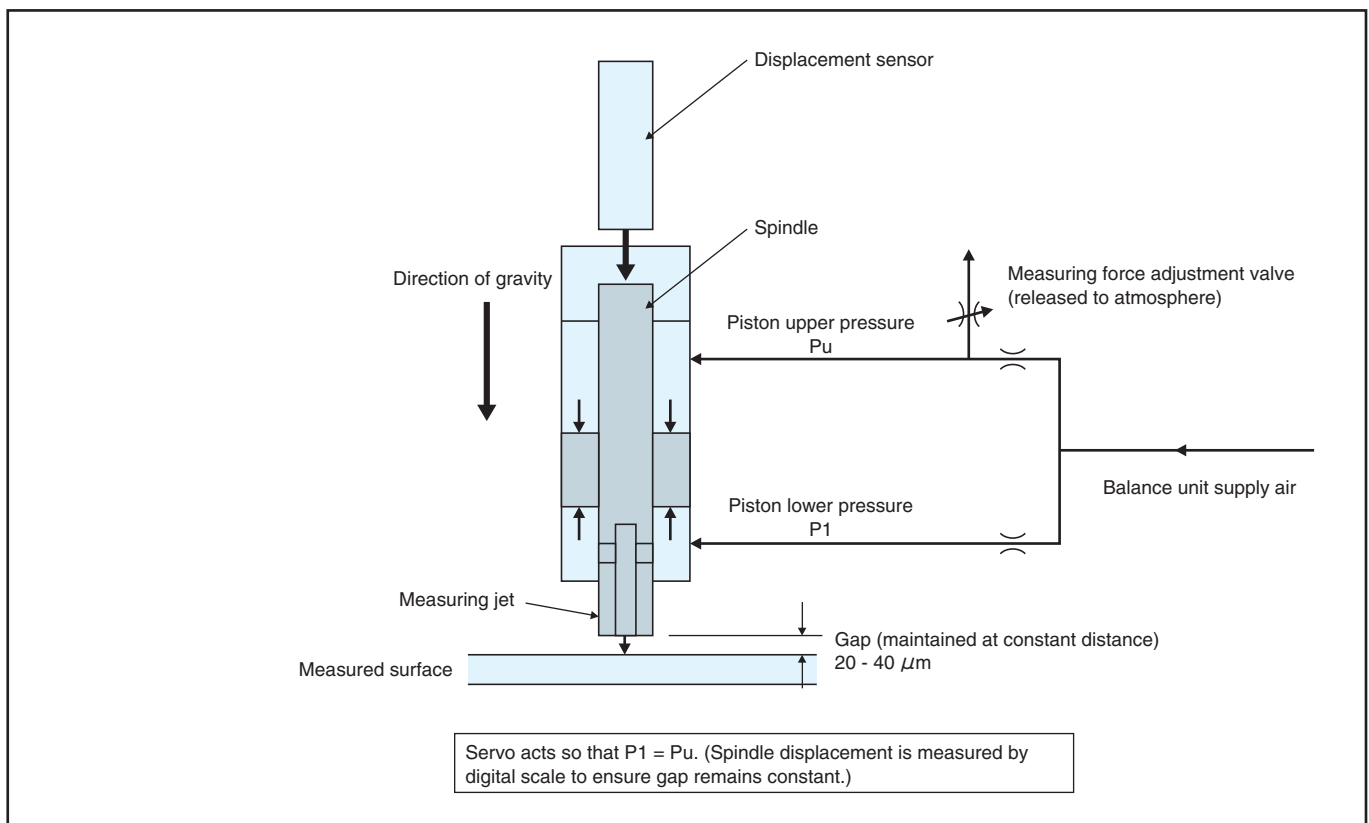 Displacement sensor
Spindle
Direction of gravity
Measuring force adjustment valve
(released to atmosphere)
Piston upper pressure
Pu
Balance unit supply air
Piston lower pressure
P1
Measuring jet
Gap (maintained at constant distance)
20 - 40 μm
Measured surface
Servo acts so that P1 = Pu. (Spindle displacement is measured by
digital scale to ensure gap remains constant.)